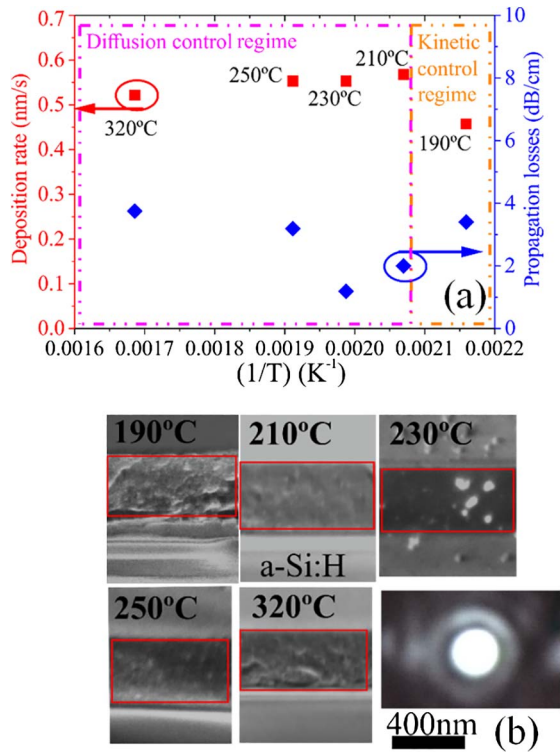 0.7
0.6
0.5
0.4
0.3
0.2
0.1
0.0
Deposition rate (nm/s)
10
8
6
4
2
0
Propagation losses (dB/cm)
Diffusion control regime
Kinetic
control
regime
320ºC
250ºC
230ºC
210ºC
190ºC
(a)
0.0016 0.0017 0.0018 0.0019 0.0020 0.0021 0.0022
(1/T) (K⁻¹)
190ºC 210ºC 230ºC
a-Si:H
250ºC 320ºC
400nm (b)